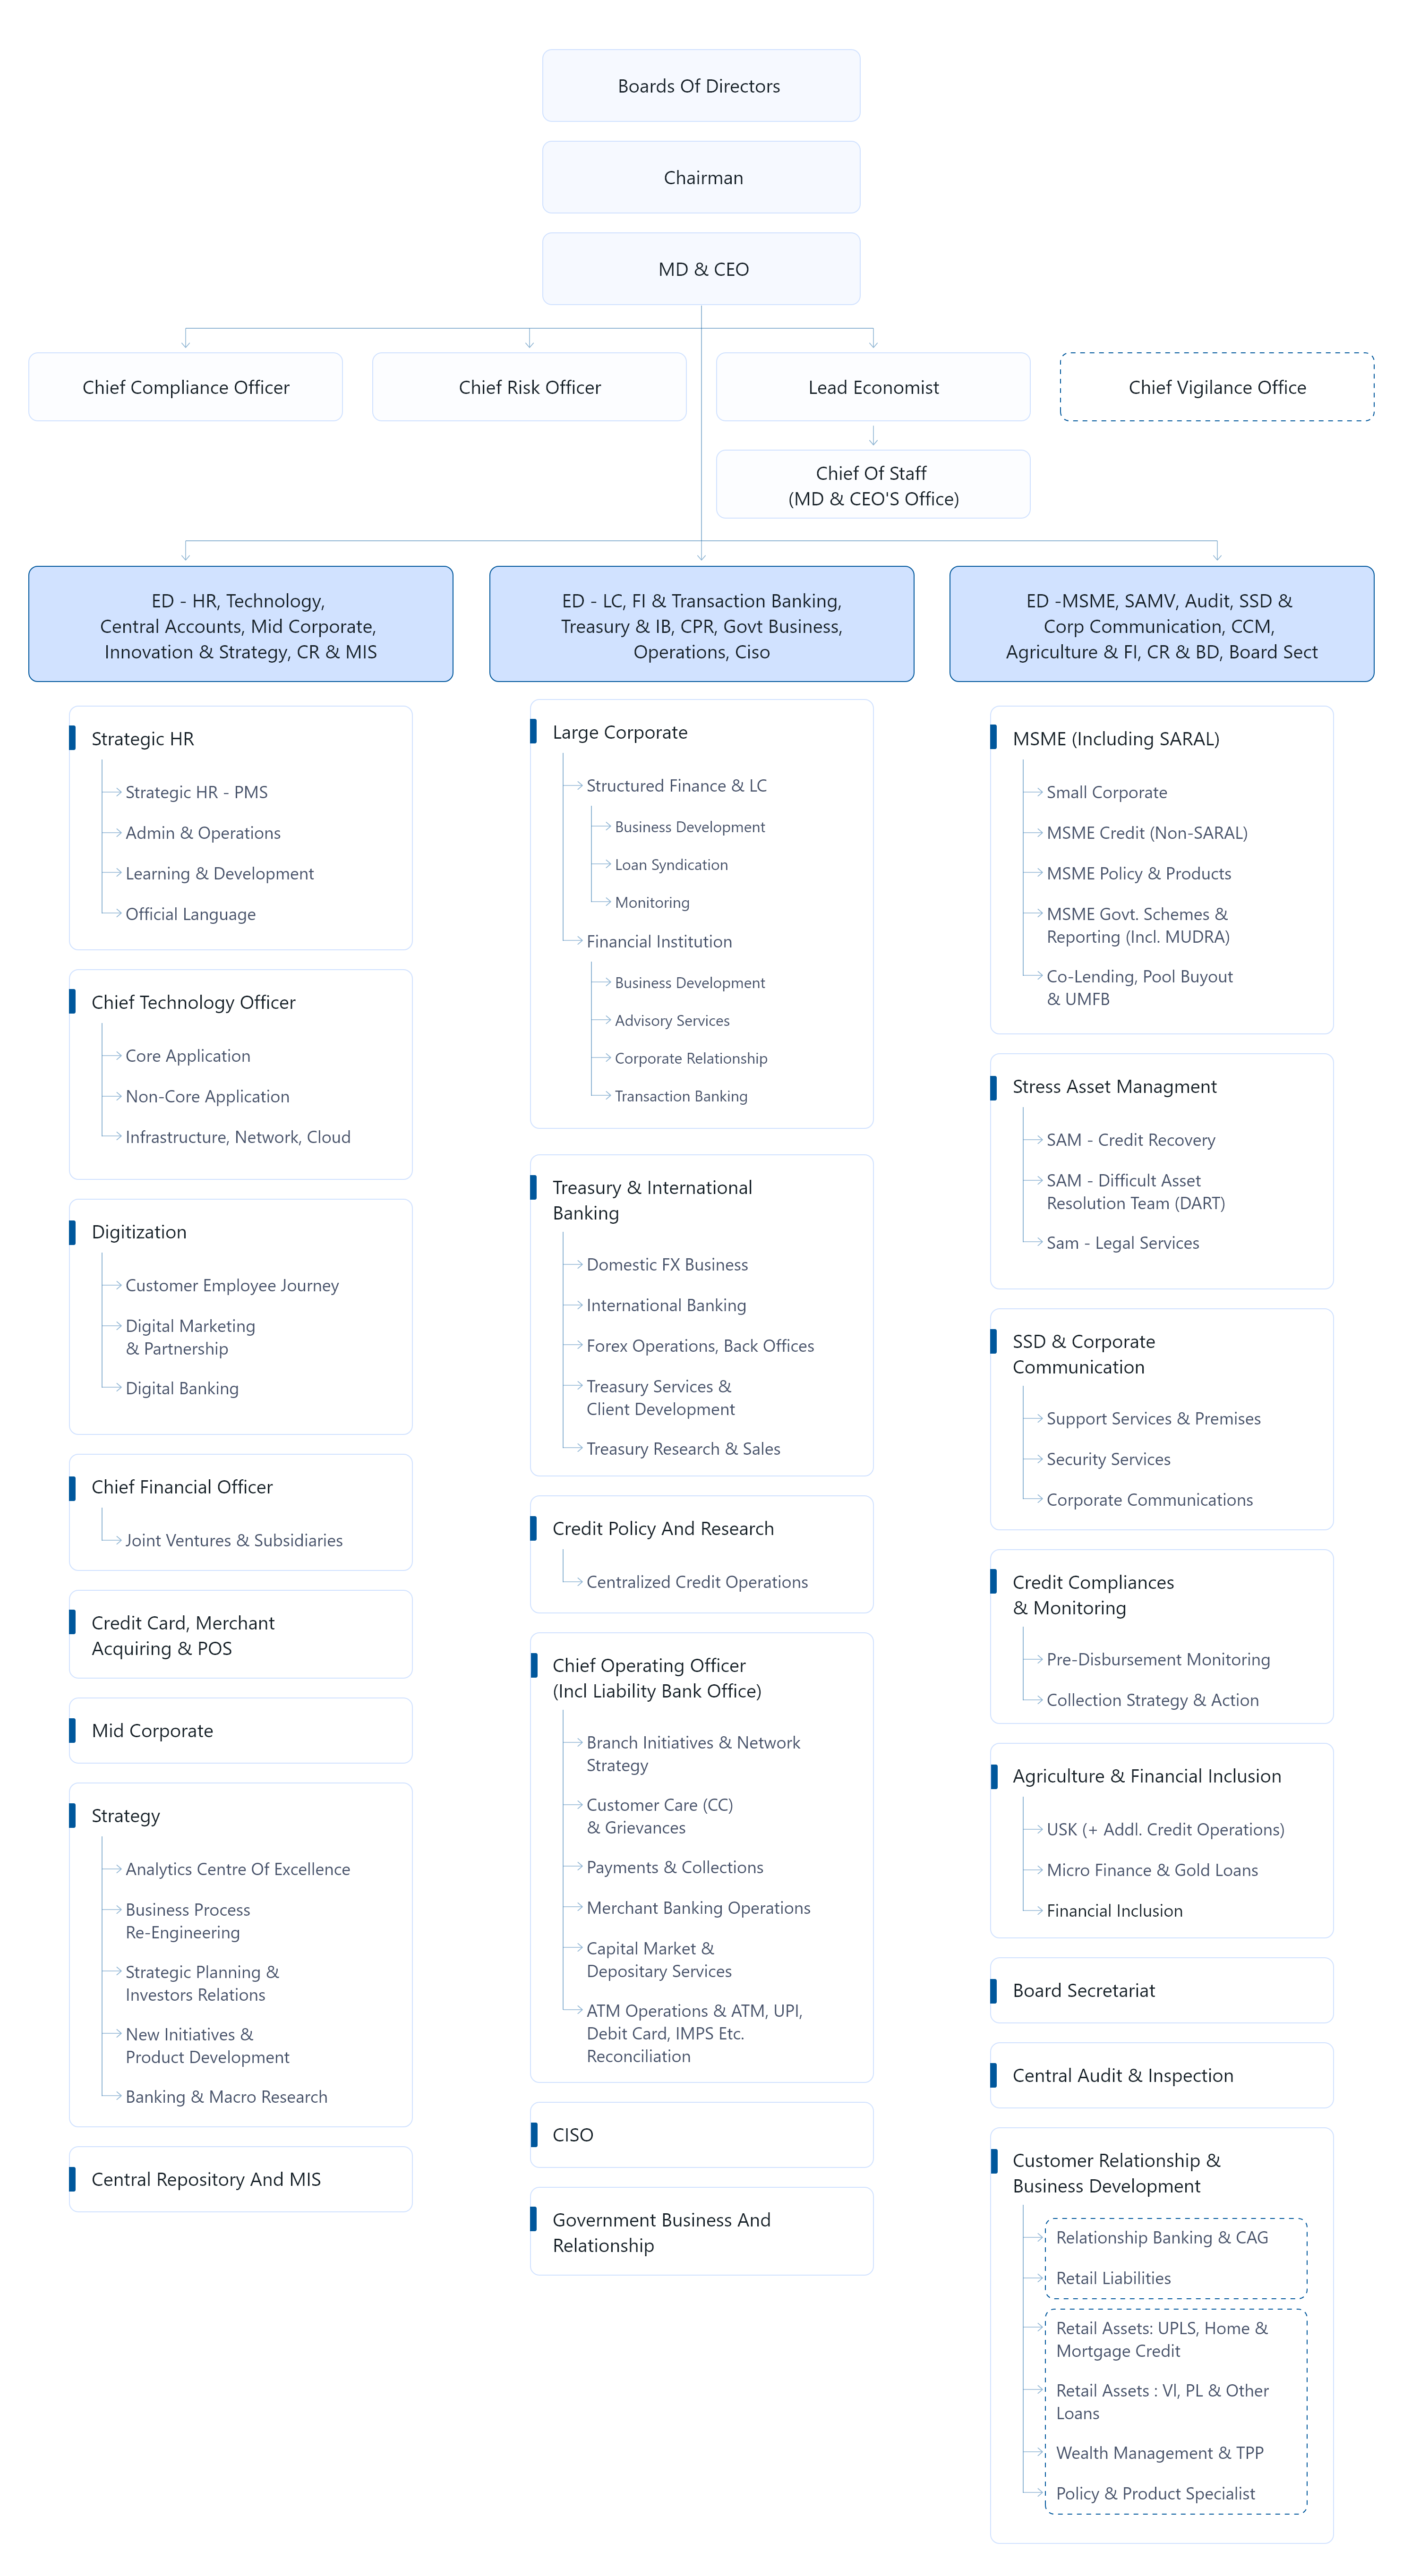 Boards Of Directors
Chairman
MD & CEO
Chief Compliance Officer
Chief Risk Officer
Lead Economist
Chief Vigilance Office
Chief Of Staff
(MD & CEO'S Office)
ED - HR, Technology,
Central Accounts, Mid Corporate,
Innovation & Strategy, CR & MIS
Strategic HR
Strategic HR - PMS
Admin & Operations
Learning & Development
Official Language
Chief Technology Officer
Core Application
Non-Core Application
Infrastructure, Network, Cloud
Digitization
Customer Employee Journey
Digital Marketing
& Partnership
Digital Banking
Chief Financial Officer
Joint Ventures & Subsidiaries
Credit Card, Merchant
Acquiring & POS
Mid Corporate
Strategy
Analytics Centre Of Excellence
Business Process
Re-Engineering
Strategic Planning &
Investors Relations
New Initiatives &
Product Development
Banking & Macro Research
Central Repository And MIS
ED - LC, FI & Transaction Banking,
Treasury & IB, CPR, Govt Business,
Operations, Ciso
Large Corporate
Structured Finance & LC
Business Development
Loan Syndication
Monitoring
Financial Institution
Business Development
Advisory Services
Corporate Relationship
Transaction Banking
Treasury & International
Banking
Domestic FX Business
International Banking
Forex Operations, Back Offices
Treasury Services &
Client Development
Treasury Research & Sales
Credit Policy And Research
Centralized Credit Operations
Chief Operating Officer
(Incl Liability Bank Office)
Branch Initiatives & Network
Strategy
Customer Care (CC)
& Grievances
Payments & Collections
Merchant Banking Operations
Capital Market &
Depositary Services
ATM Operations & ATM, UPI,
Debit Card, IMPS Etc.
Reconciliation
CISO
Government Business And
Relationship
ED -MSME, SAMV, Audit, SSD &
Corp Communication, CCM,
Agriculture & FI, CR & BD, Board Sect
MSME (Including SARAL)
Small Corporate
MSME Credit (Non-SARAL)
MSME Policy & Products
MSME Govt. Schemes &
Reporting (Incl. MUDRA)
Co-Lending, Pool Buyout
& UMFB
Stress Asset Managment
SAM - Credit Recovery
SAM - Difficult Asset
Resolution Team (DART)
Sam - Legal Services
SSD & Corporate
Communication
Support Services & Premises
Security Services
Corporate Communications
Credit Compliances
& Monitoring
Pre-Disbursement Monitoring
Collection Strategy & Action
Agriculture & Financial Inclusion
USK (+ Addl. Credit Operations)
Micro Finance & Gold Loans
Financial Inclusion
Board Secretariat
Central Audit & Inspection
Customer Relationship &
Business Development
Relationship Banking & CAG
Retail Liabilities
Retail Assets: UPLS, Home &
Mortgage Credit
Retail Assets : Vl, PL & Other
Loans
Wealth Management & TPP
Policy & Product Specialist